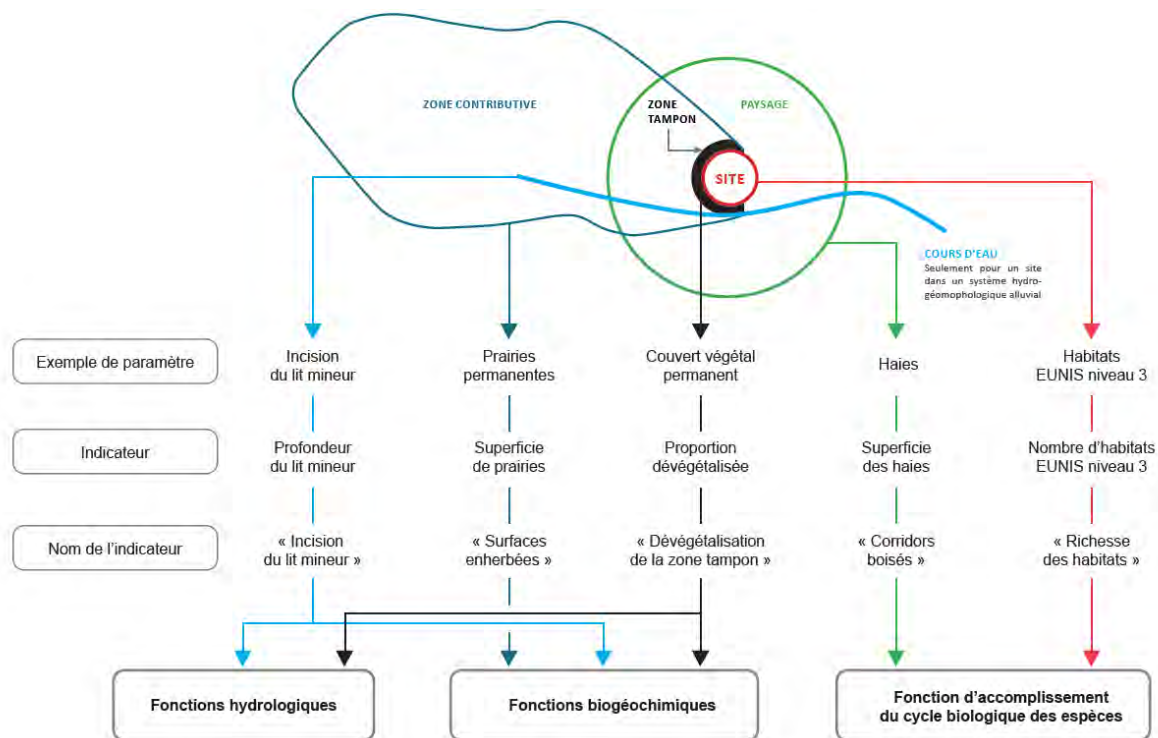 ZONE CONTRIBUTIVE
ZONE
TAMPON
PAYSAGE
SITE
COURS D'EAU
Seulement pour un site
dans un système hydro-
géomophologique alluvial
Exemple de paramètre
Incision
du lit mineur
Prairies
permanentes
Couvert végétal
permanent
Haies
Habitats
EUNIS niveau 3
Indicateur
Profondeur
du lit mineur
Superficie
de prairies
Proportion
dévégétalisée
Superficie
des haies
Nombre d'habitats
EUNIS niveau 3
Nom de l'indicateur
« Incision
du lit mineur »
« Surfaces
enherbées »
« Dévégétalisation
de la zone tampon »
« Corridors
boisés »
« Richesse
des habitats »
Fonctions hydrologiques
Fonctions biogéochimiques
Fonction d'accomplissement
du cycle biologique des espèces